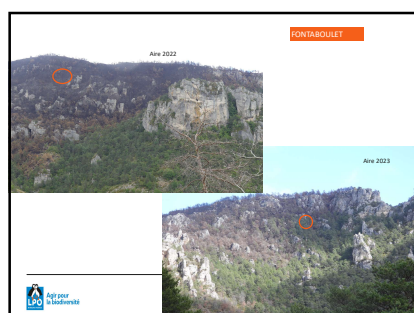 FONTABOULET
Aire 2022
Aire 2023
LPO
Agir pour
la biodiversité